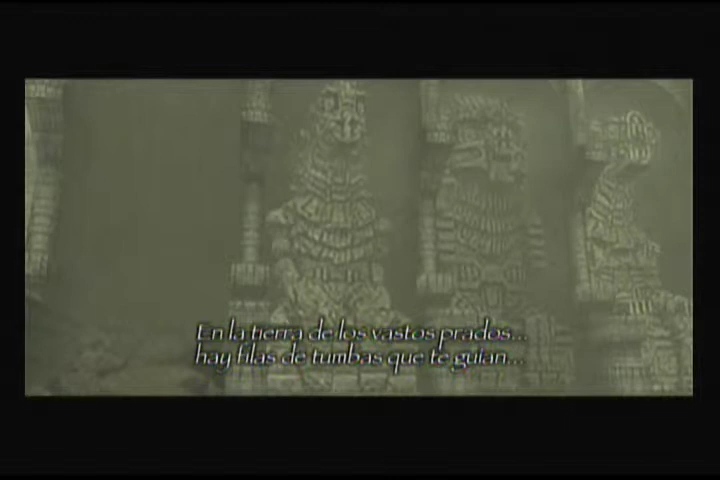 En la tierra de los vastos prados...
hay filas de tumbas que te guían...